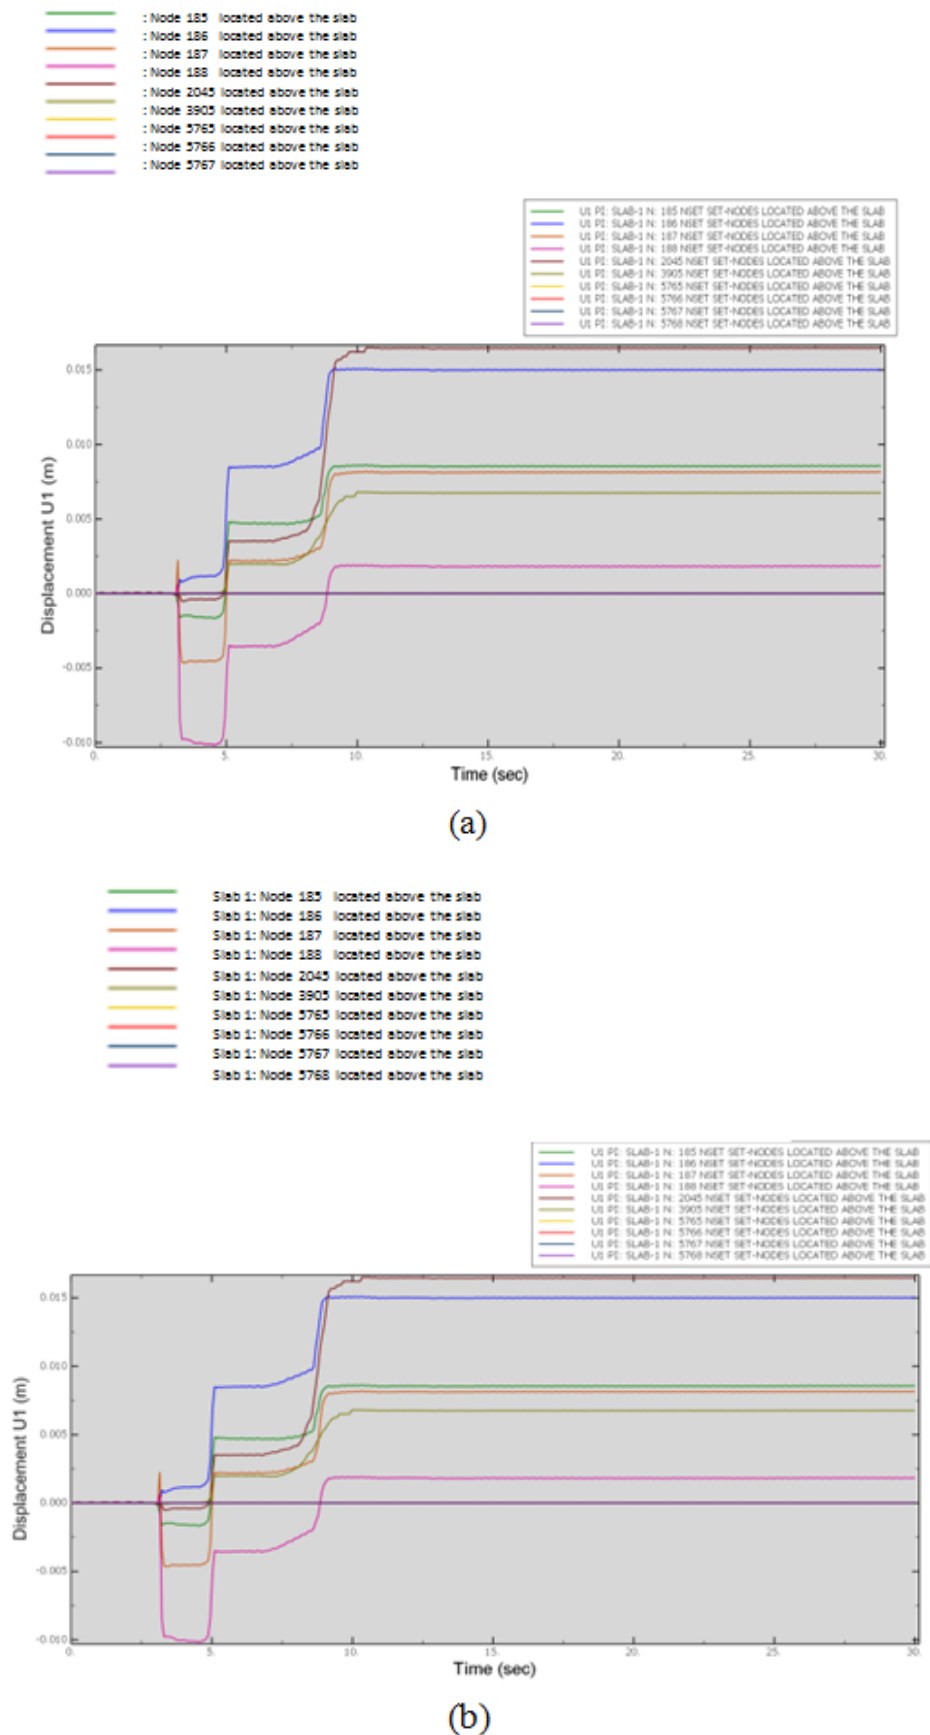 : Node 185 located above the slab
: Node 186 located above the slab
: Node 187 located above the slab
: Node 188 located above the slab
: Node 2045 located above the slab
: Node 3905 located above the slab
: Node 5765 located above the slab
: Node 5766 located above the slab
: Node 5767 located above the slab
U1 PI: SLAB-1 N: 185 NSET SET-NODES LOCATED ABOVE THE SLAB
U1 PI: SLAB-1 N: 186 NSET SET-NODES LOCATED ABOVE THE SLAB
U1 PI: SLAB-1 N: 187 NSET SET-NODES LOCATED ABOVE THE SLAB
U1 PI: SLAB-1 N: 188 NSET SET-NODES LOCATED ABOVE THE SLAB
U1 PI: SLAB-1 N: 2045 NSET SET-NODES LOCATED ABOVE THE SLAB
U1 PI: SLAB-1 N: 3905 NSET SET-NODES LOCATED ABOVE THE SLAB
U1 PI: SLAB-1 N: 5765 NSET SET-NODES LOCATED ABOVE THE SLAB
U1 PI: SLAB-1 N: 5766 NSET SET-NODES LOCATED ABOVE THE SLAB
U1 PI: SLAB-1 N: 5767 NSET SET-NODES LOCATED ABOVE THE SLAB
U1 PI: SLAB-1 N: 5768 NSET SET-NODES LOCATED ABOVE THE SLAB
0.015
0.010
0.005
0.000
-0.005
-0.010
Displacement U1 (m)
0. 5. 10. 15. 20. 25. 30.
Time (sec)
(a)
Slab 1: Node 185 located above the slab
Slab 1: Node 186 located above the slab
Slab 1: Node 187 located above the slab
Slab 1: Node 188 located above the slab
Slab 1: Node 2045 located above the slab
Slab 1: Node 3905 located above the slab
Slab 1: Node 5765 located above the slab
Slab 1: Node 5766 located above the slab
Slab 1: Node 5767 located above the slab
Slab 1: Node 5768 located above the slab
U1 PI: SLAB-1 N: 185 NSET SET-NODES LOCATED ABOVE THE SLAB
U1 PI: SLAB-1 N: 186 NSET SET-NODES LOCATED ABOVE THE SLAB
U1 PI: SLAB-1 N: 187 NSET SET-NODES LOCATED ABOVE THE SLAB
U1 PI: SLAB-1 N: 188 NSET SET-NODES LOCATED ABOVE THE SLAB
U1 PI: SLAB-1 N: 2045 NSET SET-NODES LOCATED ABOVE THE SLAB
U1 PI: SLAB-1 N: 3905 NSET SET-NODES LOCATED ABOVE THE SLAB
U1 PI: SLAB-1 N: 5765 NSET SET-NODES LOCATED ABOVE THE SLAB
U1 PI: SLAB-1 N: 5766 NSET SET-NODES LOCATED ABOVE THE SLAB
U1 PI: SLAB-1 N: 5767 NSET SET-NODES LOCATED ABOVE THE SLAB
U1 PI: SLAB-1 N: 5768 NSET SET-NODES LOCATED ABOVE THE SLAB
0.015
0.010
0.005
0.000
-0.005
-0.010
Displacement U1 (m)
0. 5. 10. 15. 20. 25. 30.
Time (sec)
(b)